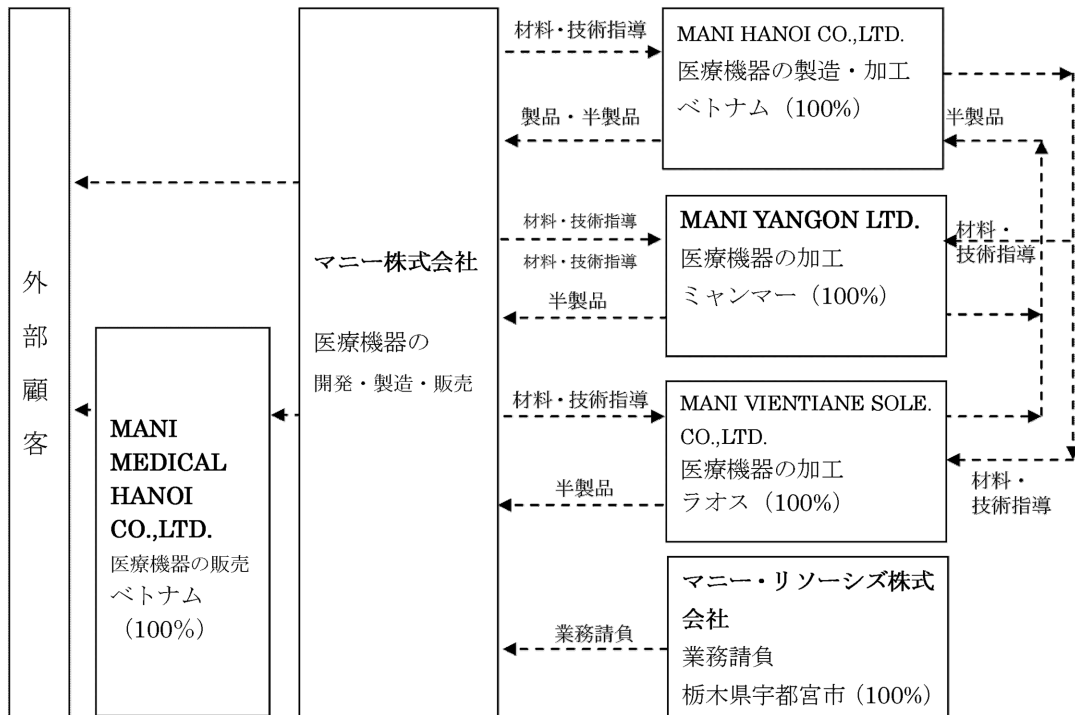 外
部
顧
客
MANI
MEDICAL
HANOI
CO.,LTD.
医療機器の販売
ベトナム
（100%）
マニー株式会社
医療機器の
開発・製造・販売
材料・技術指導
製品・半製品
材料・技術指導
材料・技術指導
半製品
材料・技術指導
半製品
業務請負
MANI HANOI CO.,LTD.
医療機器の製造・加工
ベトナム（100%）
MANI YANGON LTD.
医療機器の加工
ミャンマー（100%）
MANI VIENTIANE SOLE.
CO.,LTD.
医療機器の加工
ラオス（100%）
マニー・リソーシズ株式
会社
業務請負
栃木県宇都宮市（100%）
半製品
材料・
技術指導
材料・
技術指導